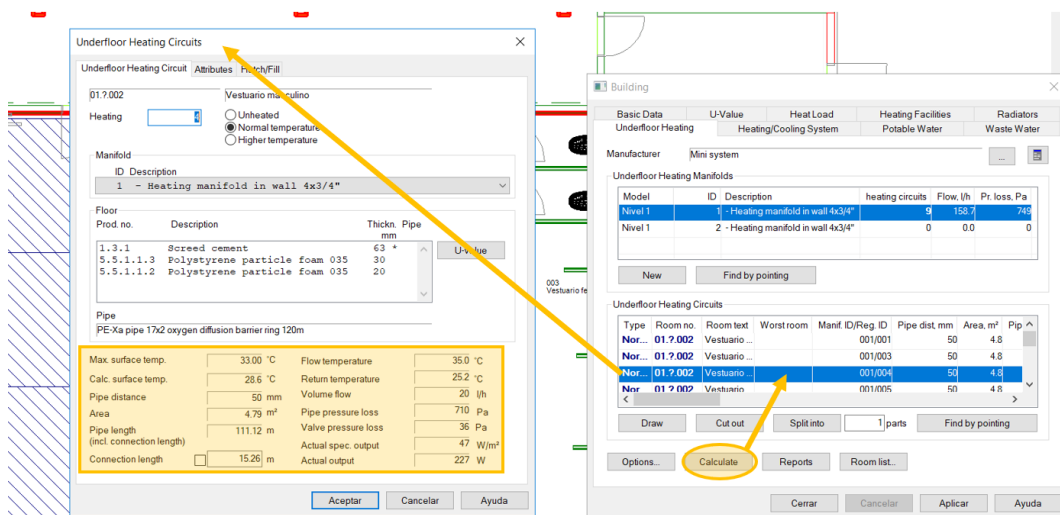 Underfloor Heating Circuits
Underfloor Heating Circuit Attributes Hatch/Fill
01.?.002 Vestuario masculino
Heating 4 Unheated
Normal temperature
Higher temperature
Manifold
ID Description
1 - Heating manifold in wall 4x3/4"
Floor
Prod. no. Description Thickn. Pipe
mm
1.3.1 Screed cement 63 *
5.5.1.1.3 Polystyrene particle foam 035 30
5.5.1.1.2 Polystyrene particle foam 035 20
U-Value
Pipe
PE-Xa pipe 17x2 oxygen diffusion barrier ring 120m
Max. surface temp. 33.00 °C Flow temperature 35.0 °C
Calc. surface temp. 28.6 °C Return temperature 25.2 °C
Pipe distance 50 mm Volume flow 20 l/h
Area 4.79 m² Pipe pressure loss 710 Pa
Pipe length 111.12 m Valve pressure loss 36 Pa
(incl. connection length) Actual spec. output 47 W/m²
Connection length 15.26 m Actual output 227 W
Aceptar Cancelar Ayuda
003
Vestuario fe
Building
Basic Data U-Value Heat Load Heating Facilities Radiators
Underfloor Heating Heating/Cooling System Potable Water Waste Water
Manufacturer Mini system ...
Underfloor Heating Manifolds
Model ID Description heating circuits Flow, l/h Pr. loss, Pa
Nivel 1 1 - Heating manifold in wall 4x3/4" 9 158.7 749
Nivel 1 2 - Heating manifold in wall 4x3/4" 0 0.0 0
New Find by pointing
Underfloor Heating Circuits
Type Room no. Room text Worst room Manif. ID/Reg. ID Pipe dist, mm Area, m² Pip
Nor... 01.?.002 Vestuario ... 001/001 50 4.8
Nor... 01.?.002 Vestuario ... 001/003 50 4.8
Nor... 01.?.002 Vestuario ... 001/004 50 4.8
Nor... 01.?.002 Vestuario ... 001/005 50 4.8
Draw Cut out Split into 1 parts Find by pointing
Options... Calculate Reports Room list...
Cerrar Cancelar Aplicar Ayuda